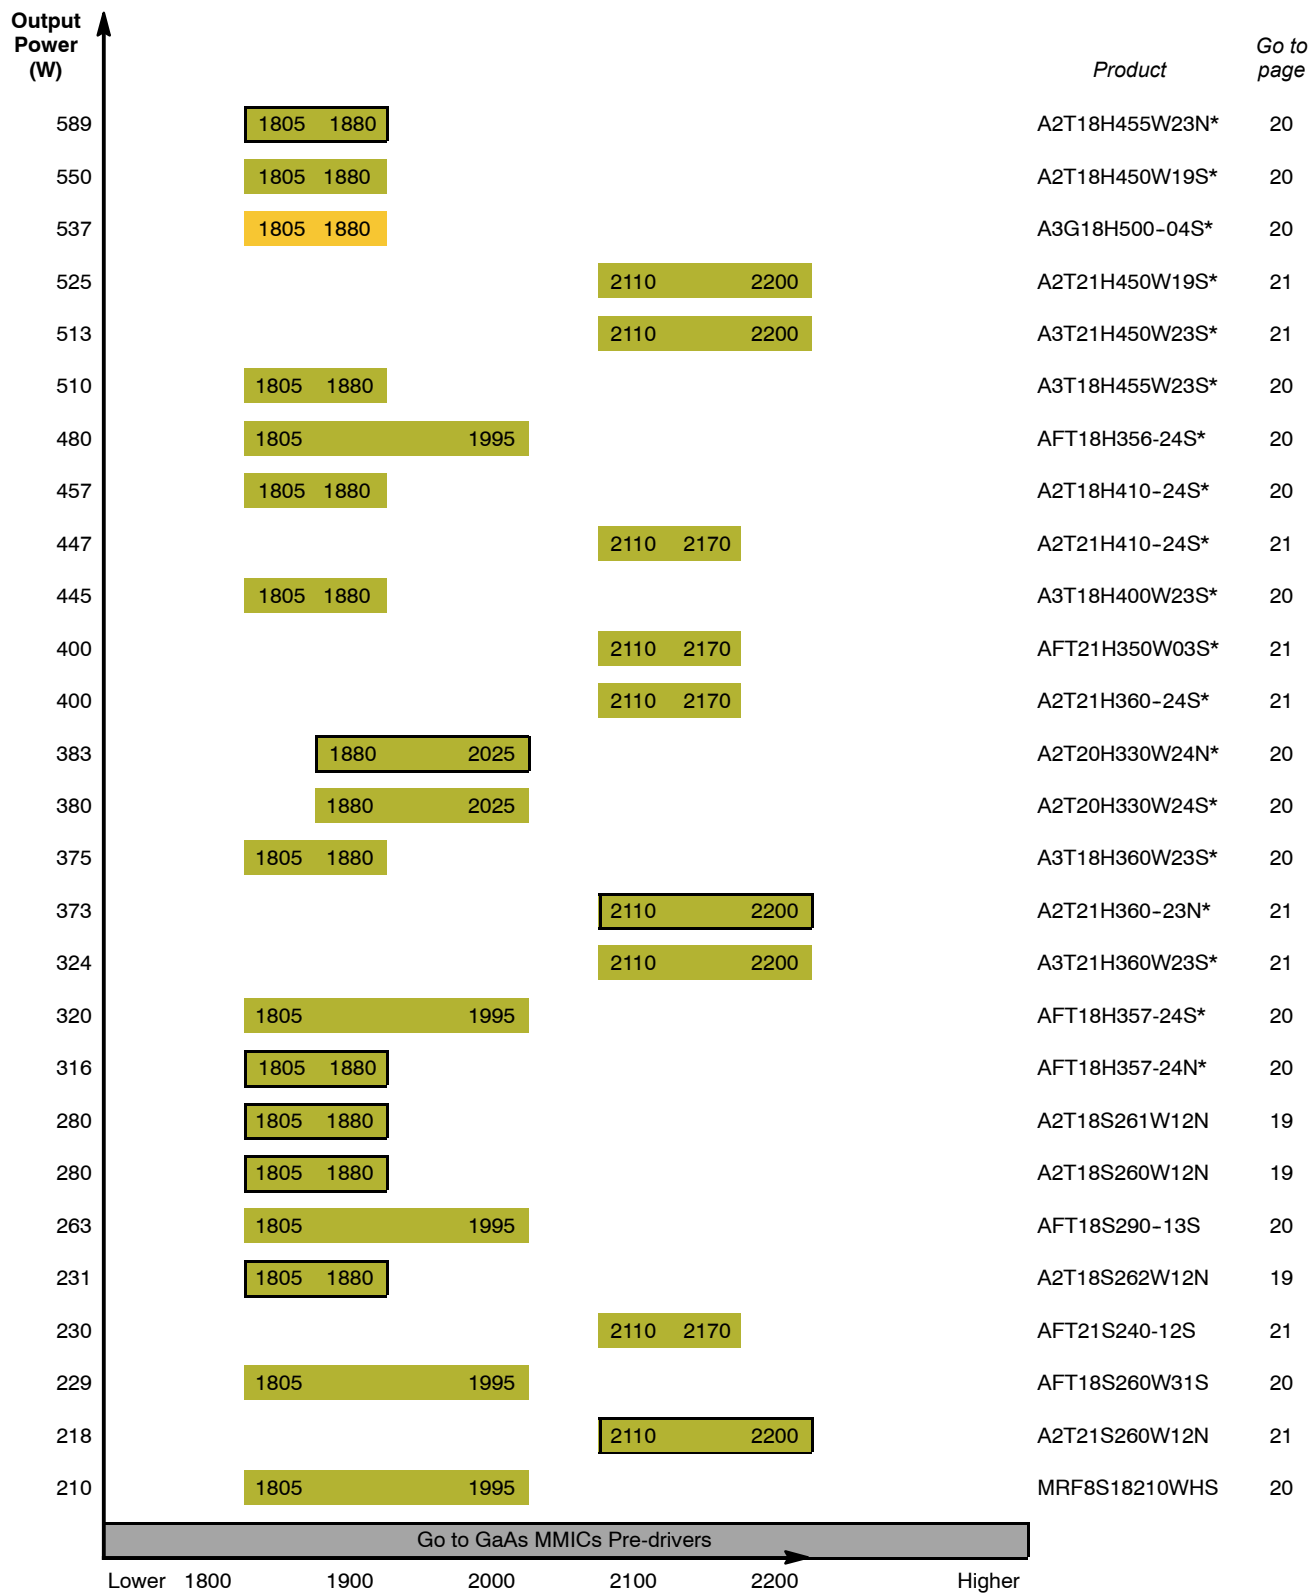 Output
Power
(W)
Product
Go to
page
589 1805 1880 A2T18H455W23N* 20
550 1805 1880 A2T18H450W19S* 20
537 1805 1880 A3G18H500-04S* 20
525 2110 2200 A2T21H450W19S* 21
513 2110 2200 A3T21H450W23S* 21
510 1805 1880 A3T18H455W23S* 20
480 1805 1995 AFT18H356-24S* 20
457 1805 1880 A2T18H410-24S* 20
447 2110 2170 A2T21H410-24S* 21
445 1805 1880 A3T18H400W23S* 20
400 2110 2170 AFT21H350W03S* 21
400 2110 2170 A2T21H360-24S* 21
383 1880 2025 A2T20H330W24N* 20
380 1880 2025 A2T20H330W24S* 20
375 1805 1880 A3T18H360W23S* 20
373 2110 2200 A2T21H360-23N* 21
324 2110 2200 A3T21H360W23S* 21
320 1805 1995 AFT18H357-24S* 20
316 1805 1880 AFT18H357-24N* 20
280 1805 1880 A2T18S261W12N 19
280 1805 1880 A2T18S260W12N 19
263 1805 1995 AFT18S290-13S 20
231 1805 1880 A2T18S262W12N 19
230 2110 2170 AFT21S240-12S 21
229 1805 1995 AFT18S260W31S 20
218 2110 2200 A2T21S260W12N 21
210 1805 1995 MRF8S18210WHS 20
Go to GaAs MMICs Pre-drivers
Lower 1800 1900 2000 2100 2200 Higher